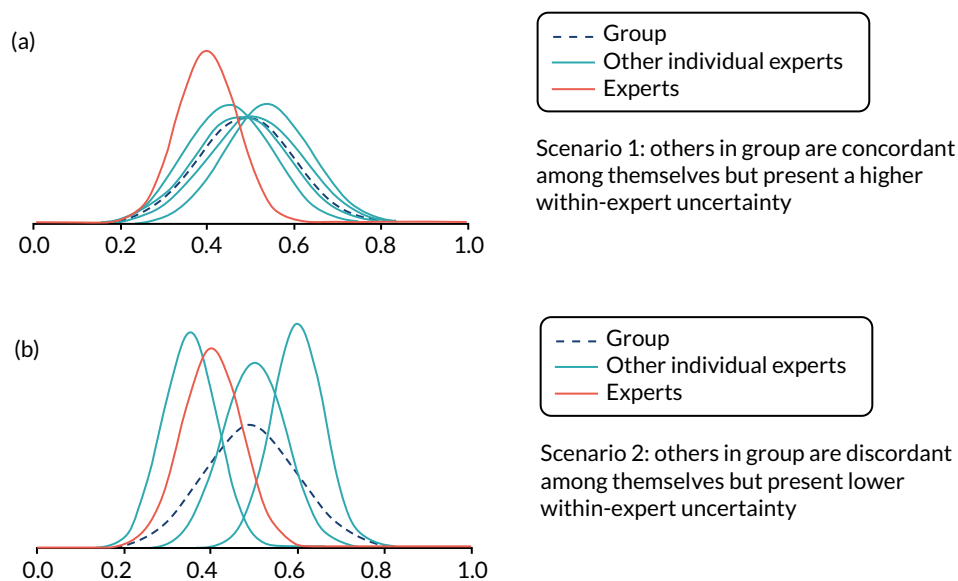 (a)
Group
Other individual experts
Experts
Scenario 1: others in group are concordant
among themselves but present a higher
within-expert uncertainty
0.0 0.2 0.4 0.6 0.8 1.0
(b)
Group
Other individual experts
Experts
Scenario 2: others in group are discordant
among themselves but present lower
within-expert uncertainty
0.0 0.2 0.4 0.6 0.8 1.0